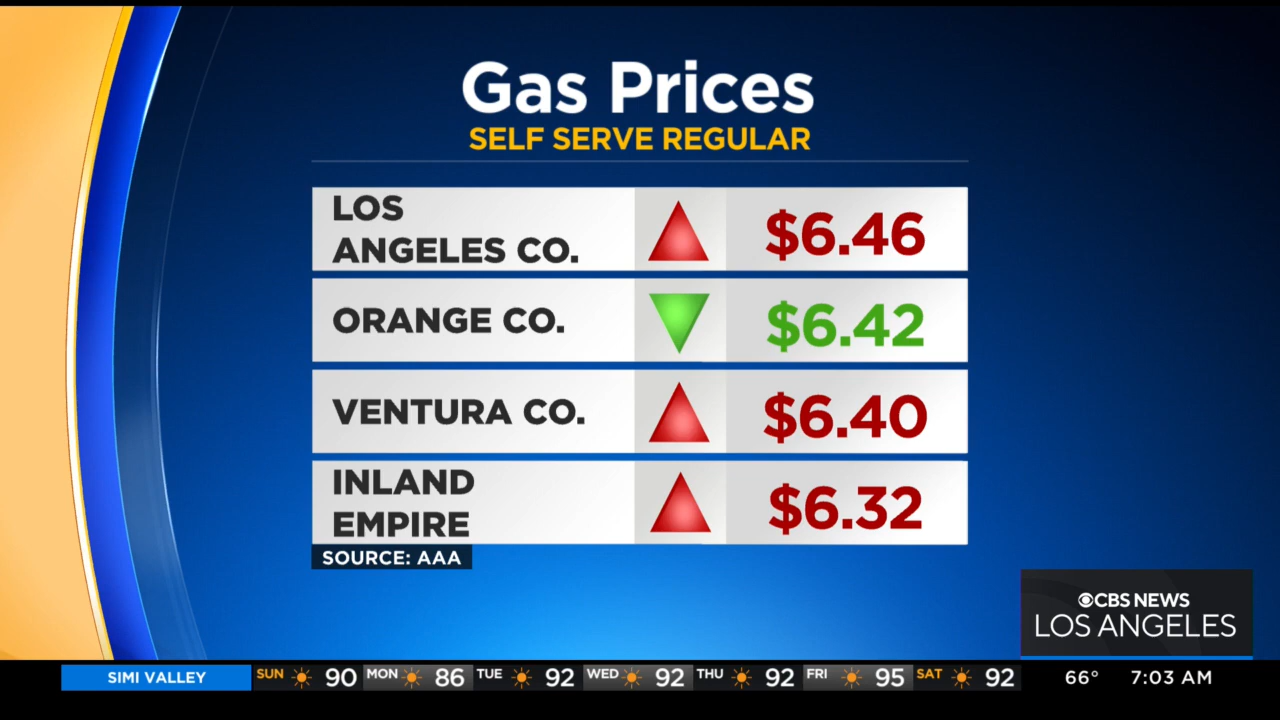 Gas Prices
SELF SERVE REGULAR
LOS
ANGELES CO.
$6.46
ORANGE CO.
$6.42
VENTURA CO.
$6.40
INLAND
EMPIRE
$6.32
SOURCE: AAA
CBS NEWS
LOS ANGELES
SIMI VALLEY SUN 90 MON 86 TUE 92 WED 92 THU 92 FRI 95 SAT 92 66° 7:03 AM